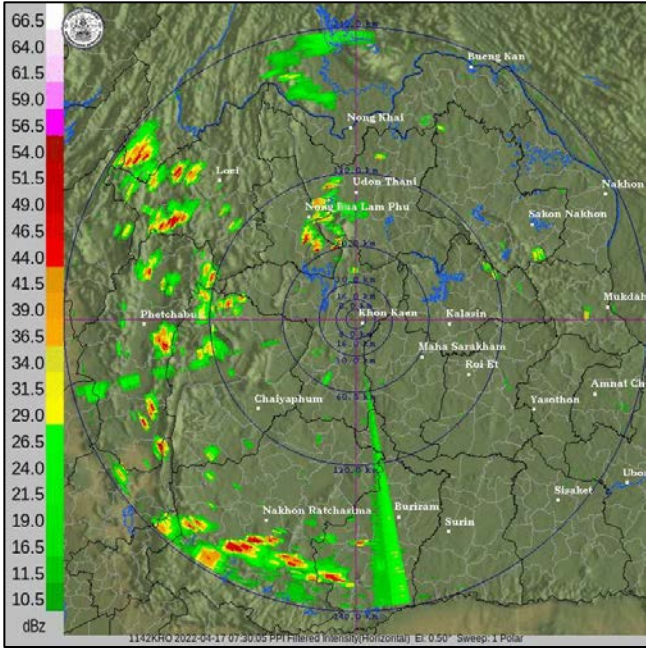 66.5
64.0
61.5
59.0
56.5
54.0
51.5
49.0
46.5
44.0
41.5
39.0
36.5
34.0
31.5
29.0
26.5
24.0
21.5
19.0
16.5
14.0
11.5
10.5
dBz
Bueng Kan
Nong Khai
Loei
Udon Thani
Nakhon
Nong Bua Lam Phu
Sakon Nakhon
Mukdah
Phetchabun
Khon Kaen
Kalasin
Maha Sarakham
Roi Et
Chaiyaphum
Yasothon
Amnat Ch
Ubon
Nakhon Ratchasima
Buriram
Surin
Sisaket
240.0 km
1142KHO 2022-04-17 07:30:05 PPI Filtered Intensity(Horizontal) El: 0.50° Sweep: 1 Polar